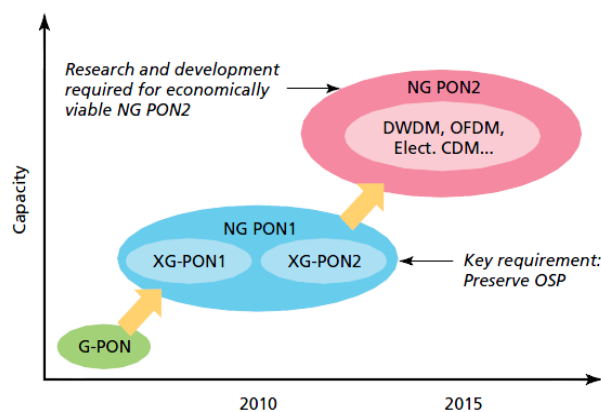 Research and development
required for economically
viable NG PON2
NG PON2
DWDM, OFDM,
Elect. CDM...
Capacity
NG PON1
XG-PON1
XG-PON2
Key requirement:
Preserve OSP
G-PON
2010
2015